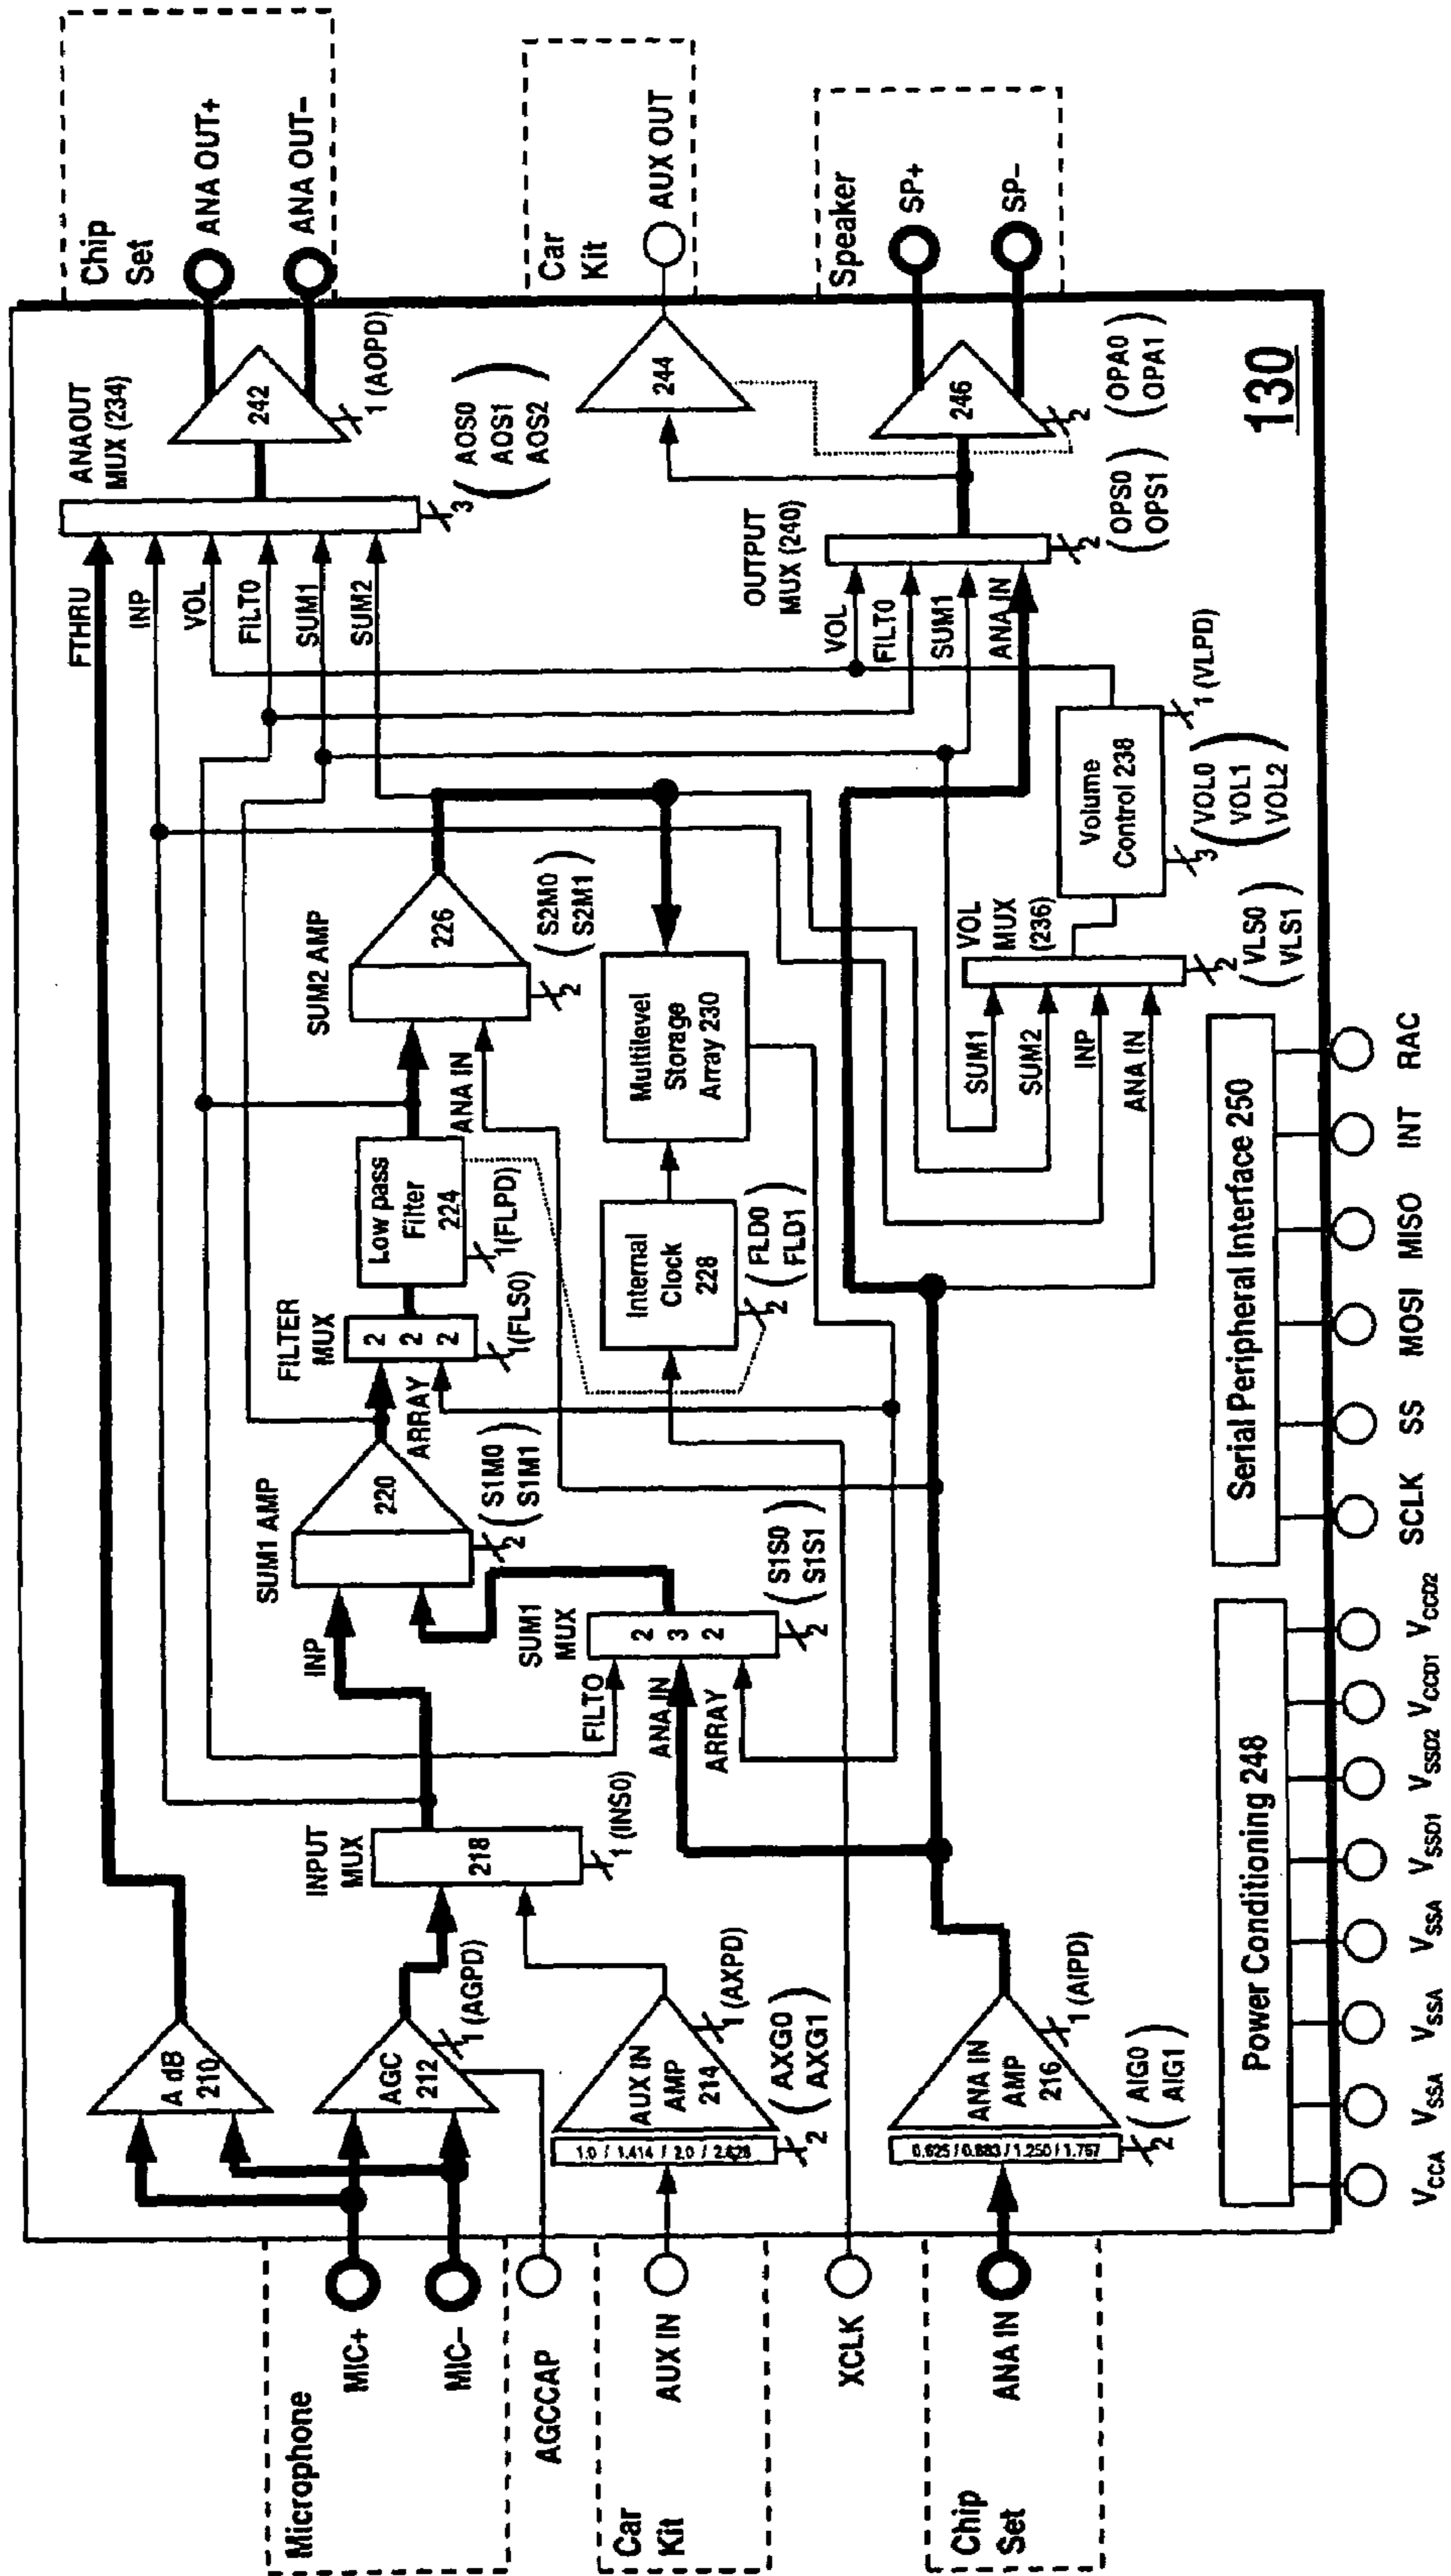 Microphone
MIC+
MIC–
AGCCAP
Car
Kit
AUX IN
XCLK
Chip
Set
ANA IN
A dB
210
AGC
212
1 (AGPD)
AUX IN
AMP
214
1.0 / 1.414 / 2.0 / 2.828
1 (AXPD)
2
(AXG0
AXG1)
ANA IN
AMP
216
0.625 / 0.883 / 1.250 / 1.767
1 (AIPD)
2
(AIG0
AIG1)
INPUT
MUX
218
1 (INS0)
INP
FILTO
ANA IN
ARRAY
SUM1
MUX
2
3
2
2
(S1S0
S1S1)
SUM1 AMP
220
2
(S1M0
S1M1)
ARRAY
FILTER
MUX
2
2
2
1(FLS0)
Low pass
Filter
224
1(FLPD)
Internal
Clock
228
2
(FLD0
FLD1)
ANA IN
SUM2 AMP
226
2
(S2M0
S2M1)
Multilevel
Storage
Array 230
SUM1
SUM2
INP
ANA IN
VOL
MUX
(236)
2
(VLS0
VLS1)
Volume
Control 238
3
(VOL0
VOL1
VOL2)
1 (VLPD)
FTHRU
INP
VOL
FILT0
SUM1
SUM2
ANAOUT
MUX (234)
3
(AOS0
AOS1
AOS2)
242
1 (AOPD)
VOL
FILT0
SUM1
ANA IN
OUTPUT
MUX (240)
2
(OPS0
OPS1)
244
246
2
(OPA0
OPA1)
Chip
Set
ANA OUT+
ANA OUT–
Car
Kit
AUX OUT
Speaker
SP+
SP–
130
Power Conditioning 248
Serial Peripheral Interface 250
VCCA VSSA VSSA VSSA VSSD1 VSSD2 VCCD1 VCCD2 SCLK SS MOSI MISO INT RAC